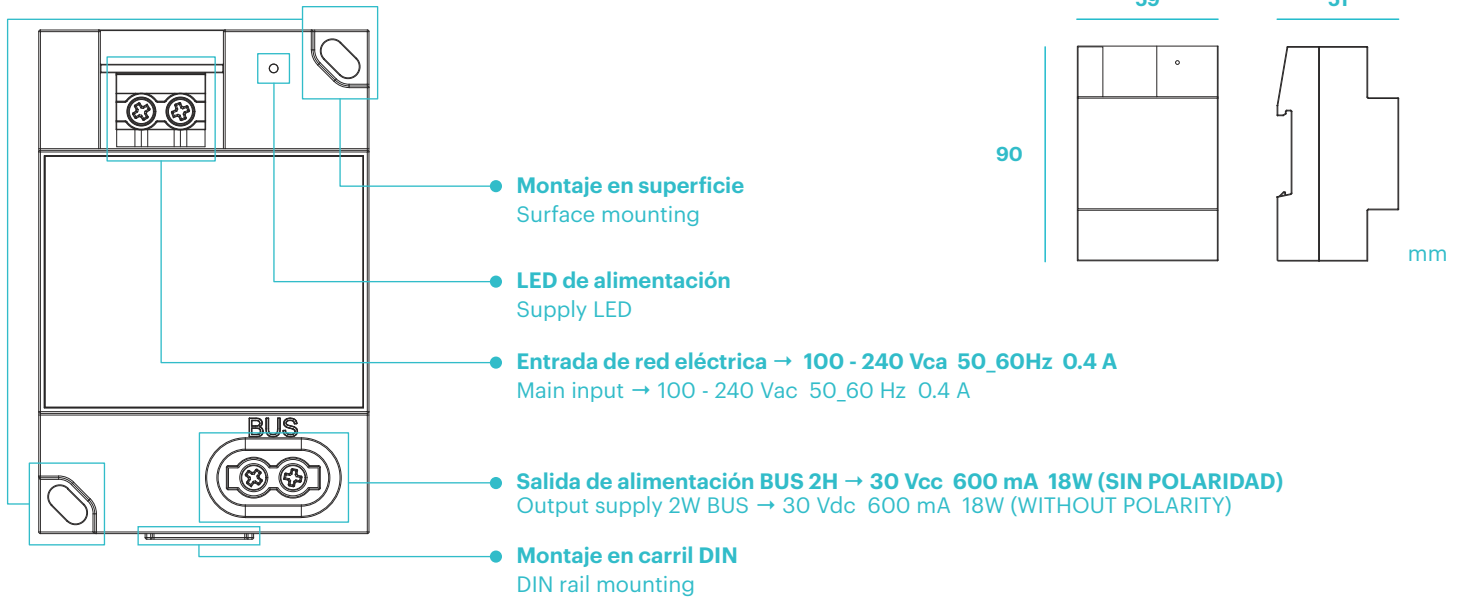 59
51
BUS
90
mm
Montaje en superficie
Surface mounting
LED de alimentación
Supply LED
Entrada de red eléctrica → 100 - 240 Vca 50_60Hz 0.4 A
Main input → 100 - 240 Vac 50_60 Hz 0.4 A
Salida de alimentación BUS 2H → 30 Vcc 600 mA 18W (SIN POLARIDAD)
Output supply 2W BUS → 30 Vdc 600 mA 18W (WITHOUT POLARITY)
Montaje en carril DIN
DIN rail mounting